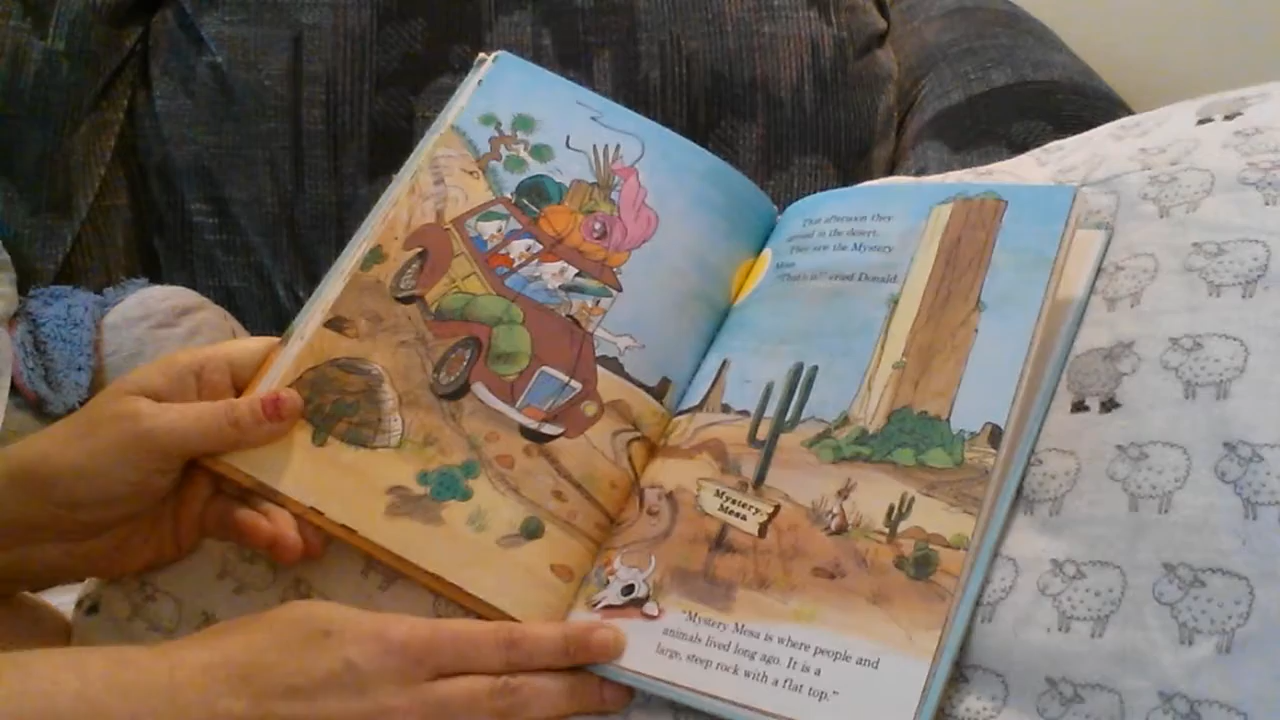 That afternoon they
arrived in the desert.
They saw the Mystery
Mesa.
"That's it!" cried Donald.
Mystery
Mesa
"Mystery Mesa is where people and
animals lived long ago. It is a
large, steep rock with a flat top."